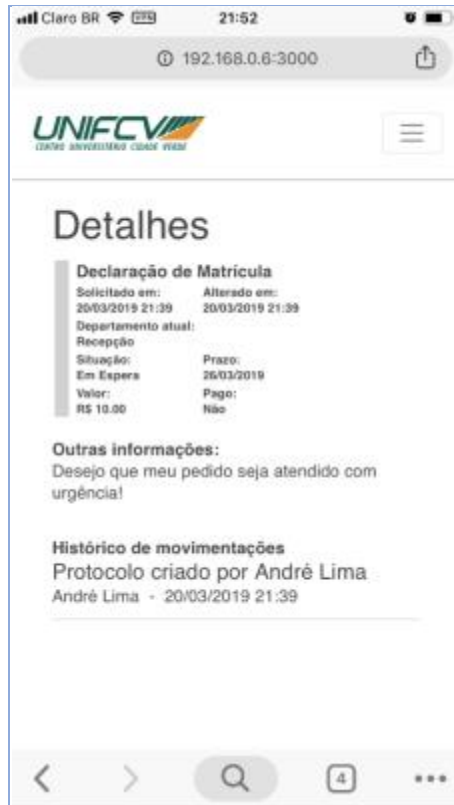 Claro BR VPN 21:52
192.168.0.6:3000
UNIFCV
CENTRO UNIVERSITÁRIO CIDADE VERDE
Detalhes
Declaração de Matrícula
Solicitado em: Alterado em:
20/03/2019 21:39 20/03/2019 21:39
Departamento atual:
Recepção
Situação: Prazo:
Em Espera 26/03/2019
Valor: Pago:
R$ 10.00 Não
Outras informações:
Desejo que meu pedido seja atendido com
urgência!
Histórico de movimentações
Protocolo criado por André Lima
André Lima - 20/03/2019 21:39
4